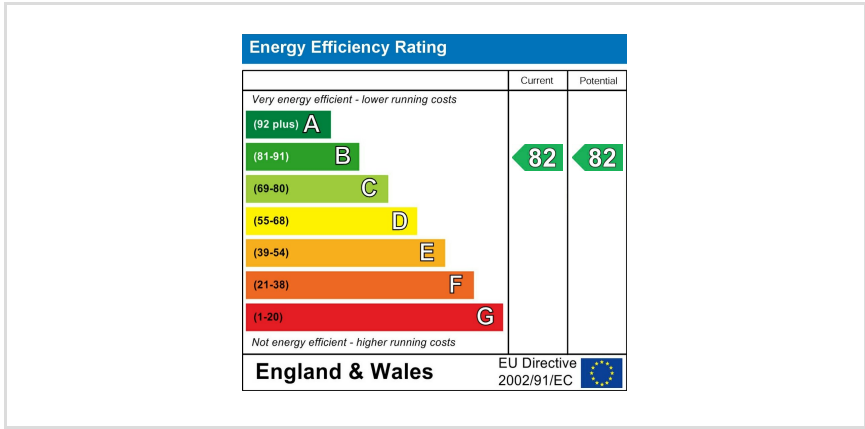 Energy Efficiency Rating
Current Potential
Very energy efficient - lower running costs
(92 plus) A
(81-91) B 82 82
(69-80) C
(55-68) D
(39-54) E
(21-38) F
(1-20) G
Not energy efficient - higher running costs
England & Wales
EU Directive
2002/91/EC